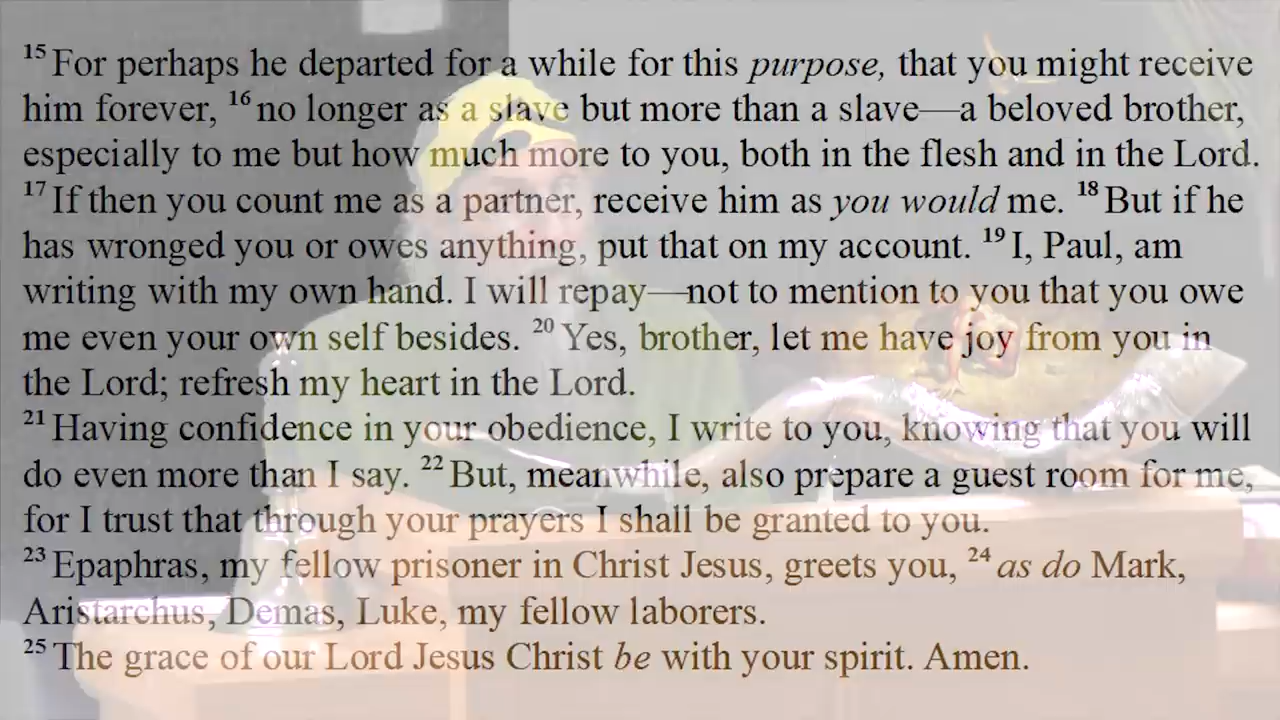 15 For perhaps he departed for a while for this purpose, that you might receive
him forever, 16 no longer as a slave but more than a slave—a beloved brother,
especially to me but how much more to you, both in the flesh and in the Lord.
17 If then you count me as a partner, receive him as you would me. 18 But if he
has wronged you or owes anything, put that on my account. 19 I, Paul, am
writing with my own hand. I will repay—not to mention to you that you owe
me even your own self besides. 20 Yes, brother, let me have joy from you in
the Lord; refresh my heart in the Lord.
21 Having confidence in your obedience, I write to you, knowing that you will
do even more than I say. 22 But, meanwhile, also prepare a guest room for me,
for I trust that through your prayers I shall be granted to you.
23 Epaphras, my fellow prisoner in Christ Jesus, greets you, 24 as do Mark,
Aristarchus, Demas, Luke, my fellow laborers.
25 The grace of our Lord Jesus Christ be with your spirit. Amen.